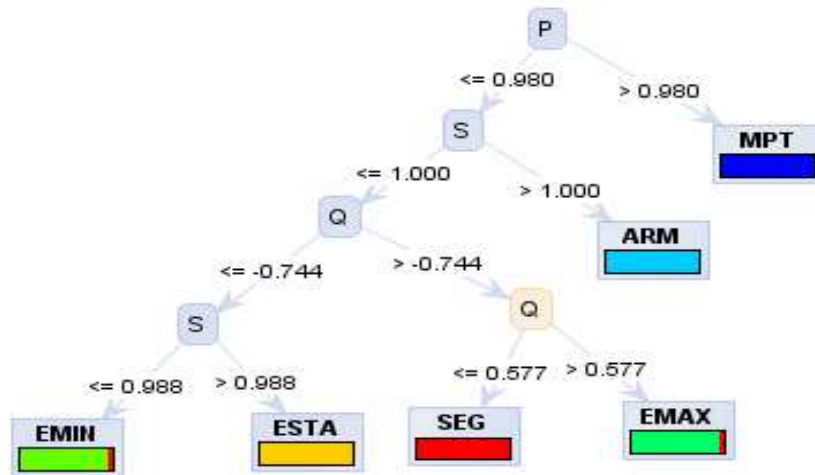 P
<= 0.980
> 0.980
S
MPT
<= 1.000
> 1.000
Q
ARM
<= -0.744
> -0.744
S
Q
<= 0.988
> 0.988
<= 0.577
> 0.577
EMIN
ESTA
SEG
EMAX